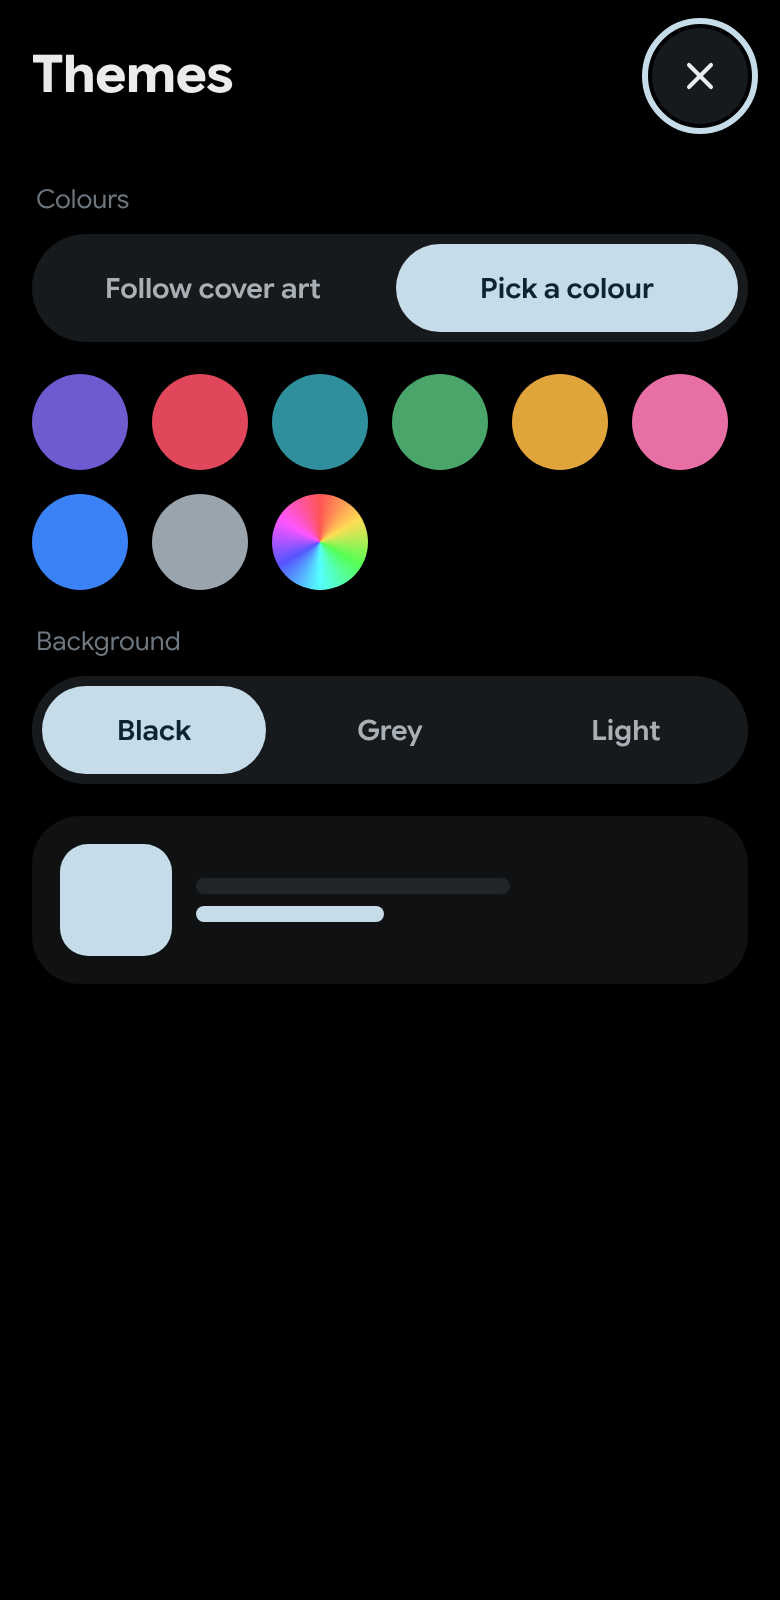 Themes
Colours
Follow cover art
Pick a colour
Background
Black
Grey
Light